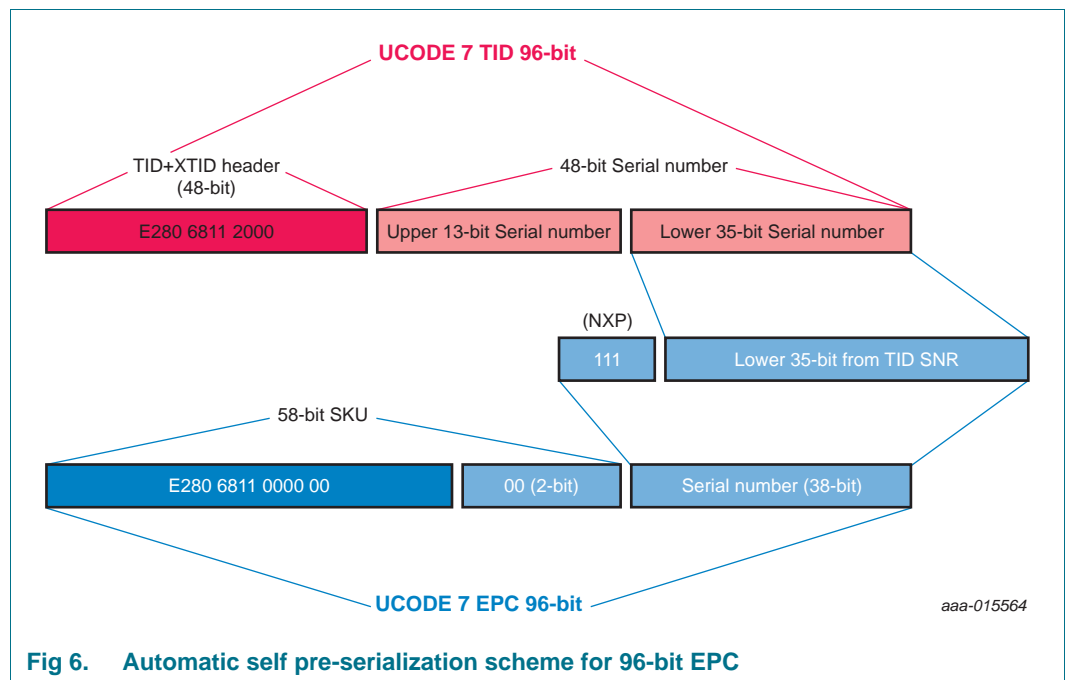 UCODE 7 TID 96-bit
TID+XTID header
(48-bit)
48-bit Serial number
E280 6811 2000
Upper 13-bit Serial number
Lower 35-bit Serial number
(NXP)
111
Lower 35-bit from TID SNR
58-bit SKU
E280 6811 0000 00
00 (2-bit)
Serial number (38-bit)
UCODE 7 EPC 96-bit
aaa-015564
Fig 6. Automatic self pre-serialization scheme for 96-bit EPC